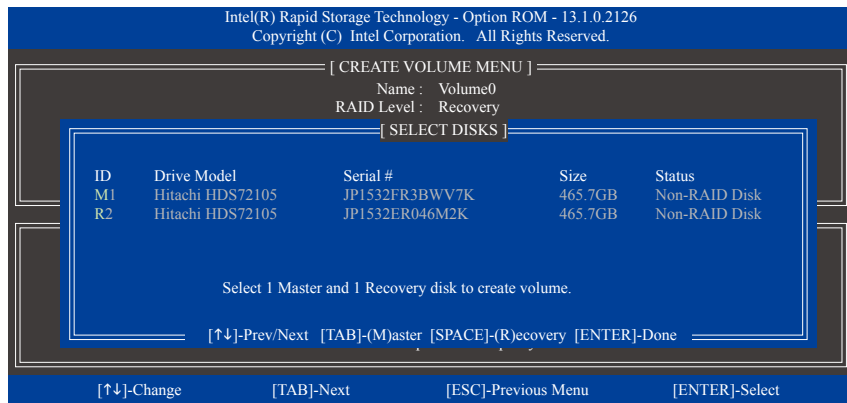 Intel(R) Rapid Storage Technology - Option ROM - 13.1.0.2126
Copyright (C) Intel Corporation. All Rights Reserved.
[ CREATE VOLUME MENU ]
Name : Volume0
RAID Level : Recovery
[ SELECT DISKS ]
ID Drive Model Serial # Size Status
M1 Hitachi HDS72105 JP1532FR3BWV7K 465.7GB Non-RAID Disk
R2 Hitachi HDS72105 JP1532ER046M2K 465.7GB Non-RAID Disk
Select 1 Master and 1 Recovery disk to create volume.
[↑↓]-Prev/Next [TAB]-(M)aster [SPACE]-(R)ecovery [ENTER]-Done
[↑↓]-Change [TAB]-Next [ESC]-Previous Menu [ENTER]-Select